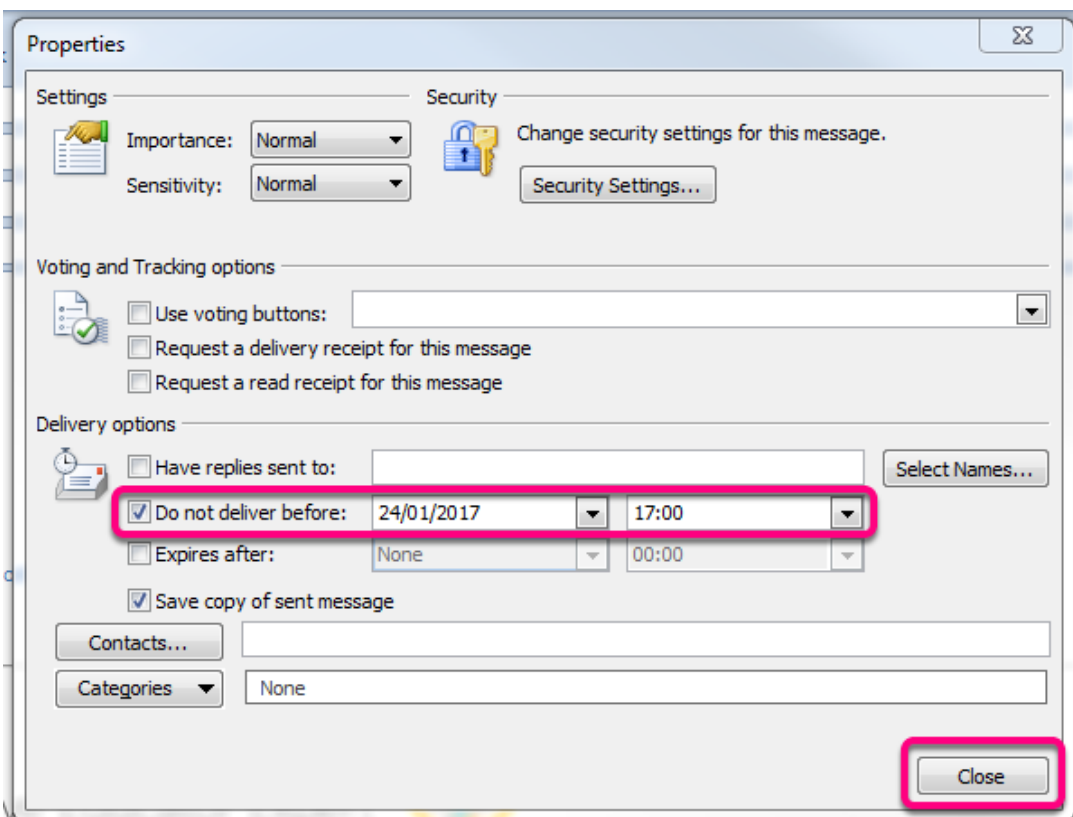 Properties
Settings
Security
Importance: Normal
Change security settings for this message.
Sensitivity: Normal
Security Settings...
Voting and Tracking options
Use voting buttons:
Request a delivery receipt for this message
Request a read receipt for this message
Delivery options
Have replies sent to: Select Names...
Do not deliver before: 24/01/2017 17:00
Expires after: None 00:00
Save copy of sent message
Contacts...
Categories None
Close